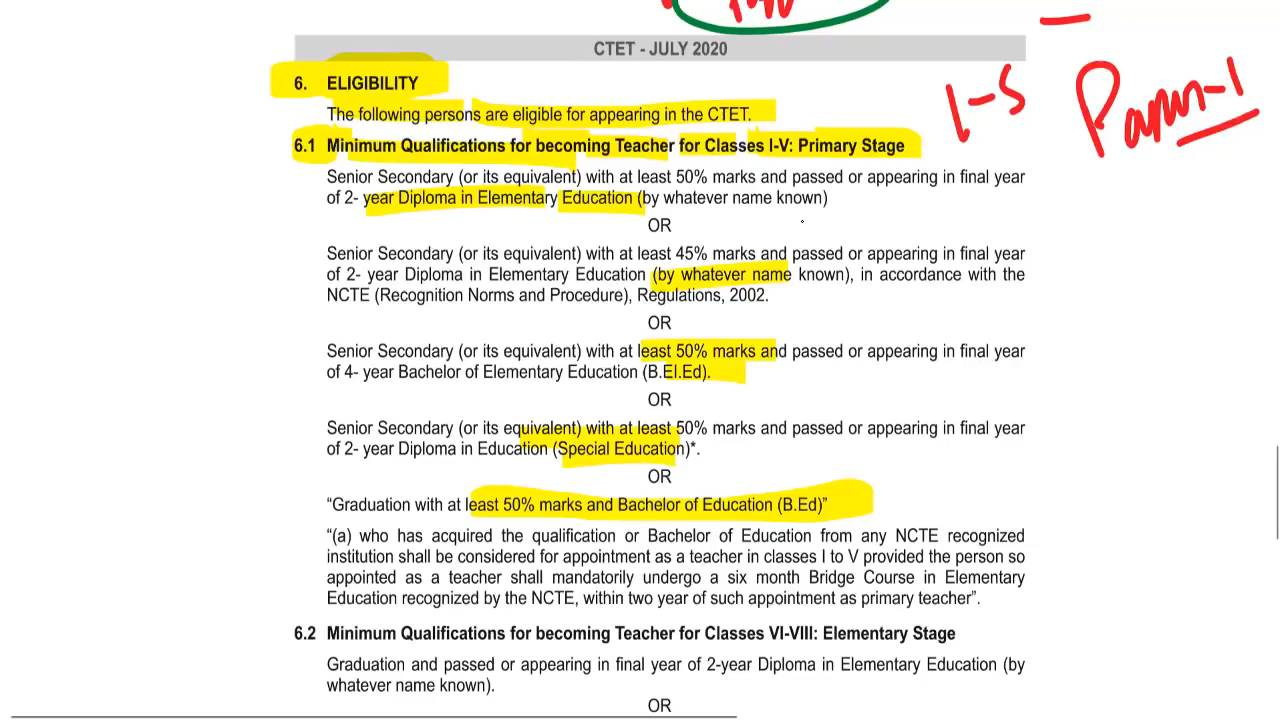 CTET - JULY 2020
1-5
Paper-1
6. ELIGIBILITY
The following persons are eligible for appearing in the CTET.
6.1 Minimum Qualifications for becoming Teacher for Classes I-V: Primary Stage
Senior Secondary (or its equivalent) with at least 50% marks and passed or appearing in final year
of 2- year Diploma in Elementary Education (by whatever name known)
OR
Senior Secondary (or its equivalent) with at least 45% marks and passed or appearing in final year
of 2- year Diploma in Elementary Education (by whatever name known), in accordance with the
NCTE (Recognition Norms and Procedure), Regulations, 2002.
OR
Senior Secondary (or its equivalent) with at least 50% marks and passed or appearing in final year
of 4- year Bachelor of Elementary Education (B.El.Ed).
OR
Senior Secondary (or its equivalent) with at least 50% marks and passed or appearing in final year
of 2- year Diploma in Education (Special Education)*.
OR
“Graduation with at least 50% marks and Bachelor of Education (B.Ed)”
“(a) who has acquired the qualification or Bachelor of Education from any NCTE recognized
institution shall be considered for appointment as a teacher in classes I to V provided the person so
appointed as a teacher shall mandatorily undergo a six month Bridge Course in Elementary
Education recognized by the NCTE, within two year of such appointment as primary teacher”.
6.2 Minimum Qualifications for becoming Teacher for Classes VI-VIII: Elementary Stage
Graduation and passed or appearing in final year of 2-year Diploma in Elementary Education (by
whatever name known).
OR